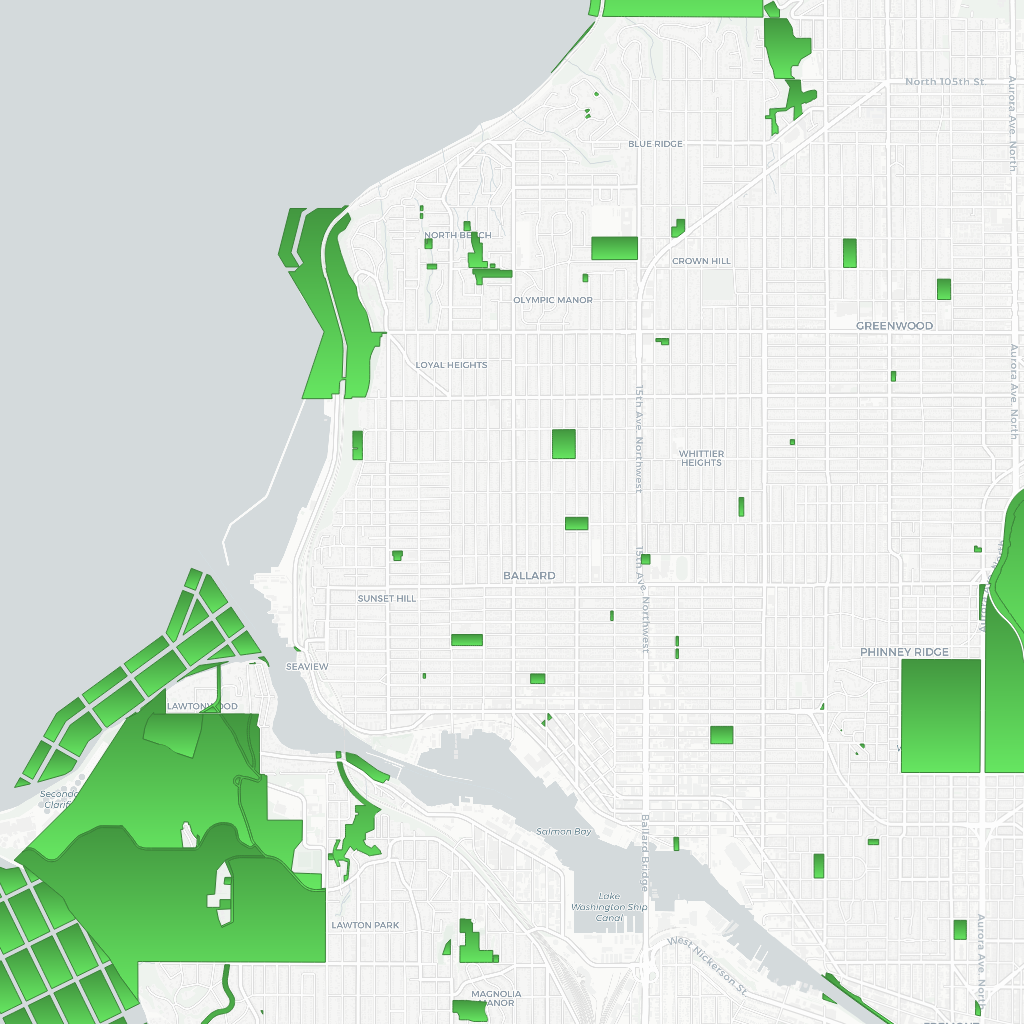 North 105th St
Aurora Ave. North
BLUE RIDGE
NORTH BEACH
CROWN HILL
OLYMPIC MANOR
GREENWOOD
LOYAL HEIGHTS
Aurora Ave. North
15th Ave. Northwest
WHITTIER
HEIGHTS
BALLARD
15th Ave. Northwest
SUNSET HILL
PHINNEY RIDGE
SEAVIEW
LAWTONWOOD
Salmon Bay
Ballard Bridge
Lake
Washington Ship
Canal
LAWTON PARK
West Nickerson St
Aurora Ave. North
MAGNOLIA
MANOR